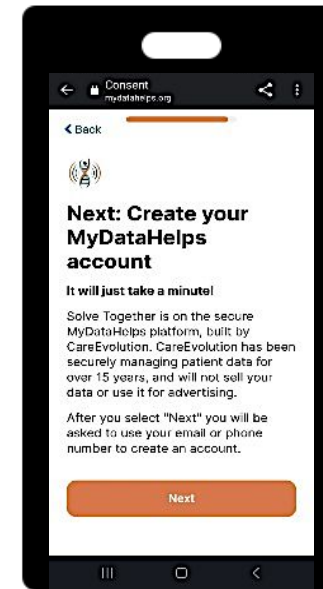 Consent
mydatahelps.org
Back
Next: Create your
MyDataHelps
account
It will just take a minute!
Solve Together is on the secure
MyDataHelps platform, built by
CareEvolution. CareEvolution has been
securely managing patient data for
over 15 years, and will not sell your
data or use it for advertising.
After you select "Next" you will be
asked to use your email or phone
number to create an account.
Next